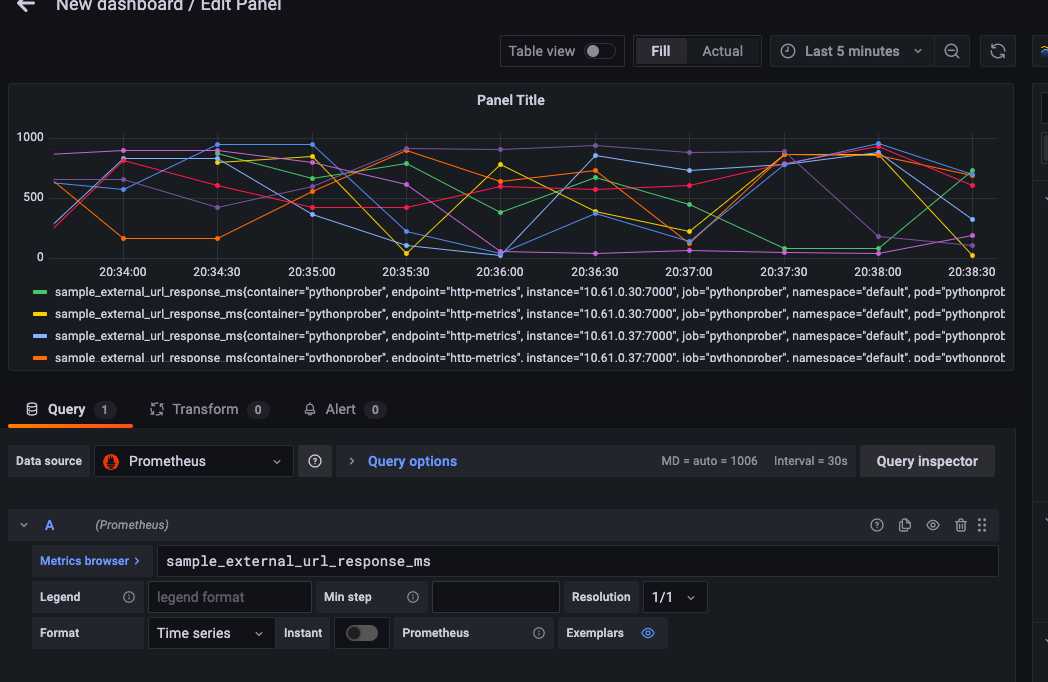 New dashboard / Edit Panel
Table view Fill Actual Last 5 minutes
Panel Title
1000
500
0
20:34:00 20:34:30 20:35:00 20:35:30 20:36:00 20:36:30 20:37:00 20:37:30 20:38:00 20:38:30
sample_external_url_response_ms{container="pythonprober", endpoint="http-metrics", instance="10.61.0.30:7000", job="pythonprober", namespace="default", pod="pythonprob
sample_external_url_response_ms{container="pythonprober", endpoint="http-metrics", instance="10.61.0.30:7000", job="pythonprober", namespace="default", pod="pythonprob
sample_external_url_response_ms{container="pythonprober", endpoint="http-metrics", instance="10.61.0.37:7000", job="pythonprober", namespace="default", pod="pythonprob
sample_external_url_response_ms{container="pythonprober", endpoint="http-metrics", instance="10.61.0.37:7000", job="pythonprober", namespace="default", pod="pythonprob
Query 1 Transform 0 Alert 0
Data source Prometheus Query options MD = auto = 1006 Interval = 30s Query inspector
A (Prometheus)
Metrics browser > sample_external_url_response_ms
Legend legend format Min step Resolution 1/1
Format Time series Instant Prometheus Exemplars